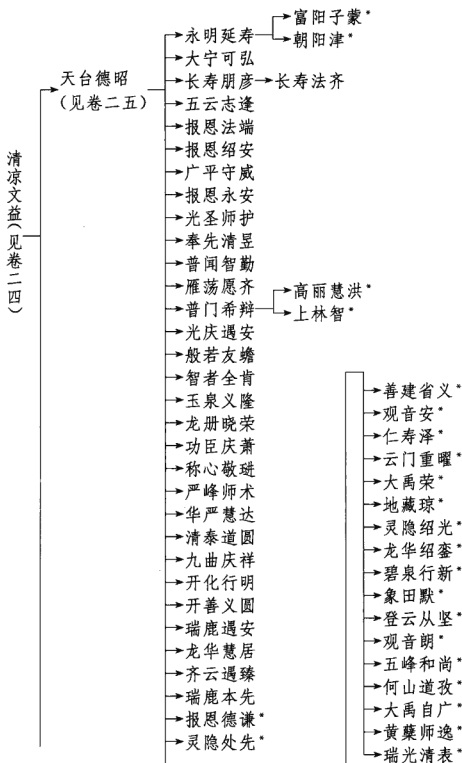 清凉文益(见卷二四)
天台德昭
(见卷二五)
永明延寿
富阳子蒙*
朝阳津*
大宁可弘
长寿朋彦
长寿法齐
五云志逢
报恩法端
报恩绍安
广平守威
报恩永安
光圣师护
奉先清昱
普闻智勤
雁荡愿齐
普门希辩
高丽慧洪*
上林智*
光庆遇安
般若友蟾
智者全肯
玉泉义隆
龙册晓荣
功臣庆萧
称心敬琎
严峰师术
华严慧达
清泰道圆
九曲庆祥
开化行明
开善义圆
瑞鹿遇安
龙华慧居
齐云遇臻
瑞鹿本先
报恩德谦*
灵隐处先*
善建省义*
观音安*
仁寿泽*
云门重曜*
大禹荣*
地藏琼*
灵隐绍光*
龙华绍銮*
碧泉行新*
象田默*
登云从坚*
观音朗*
五峰和尚*
何山道孜*
大禹自广*
黄蘗师逸*
瑞光清表*